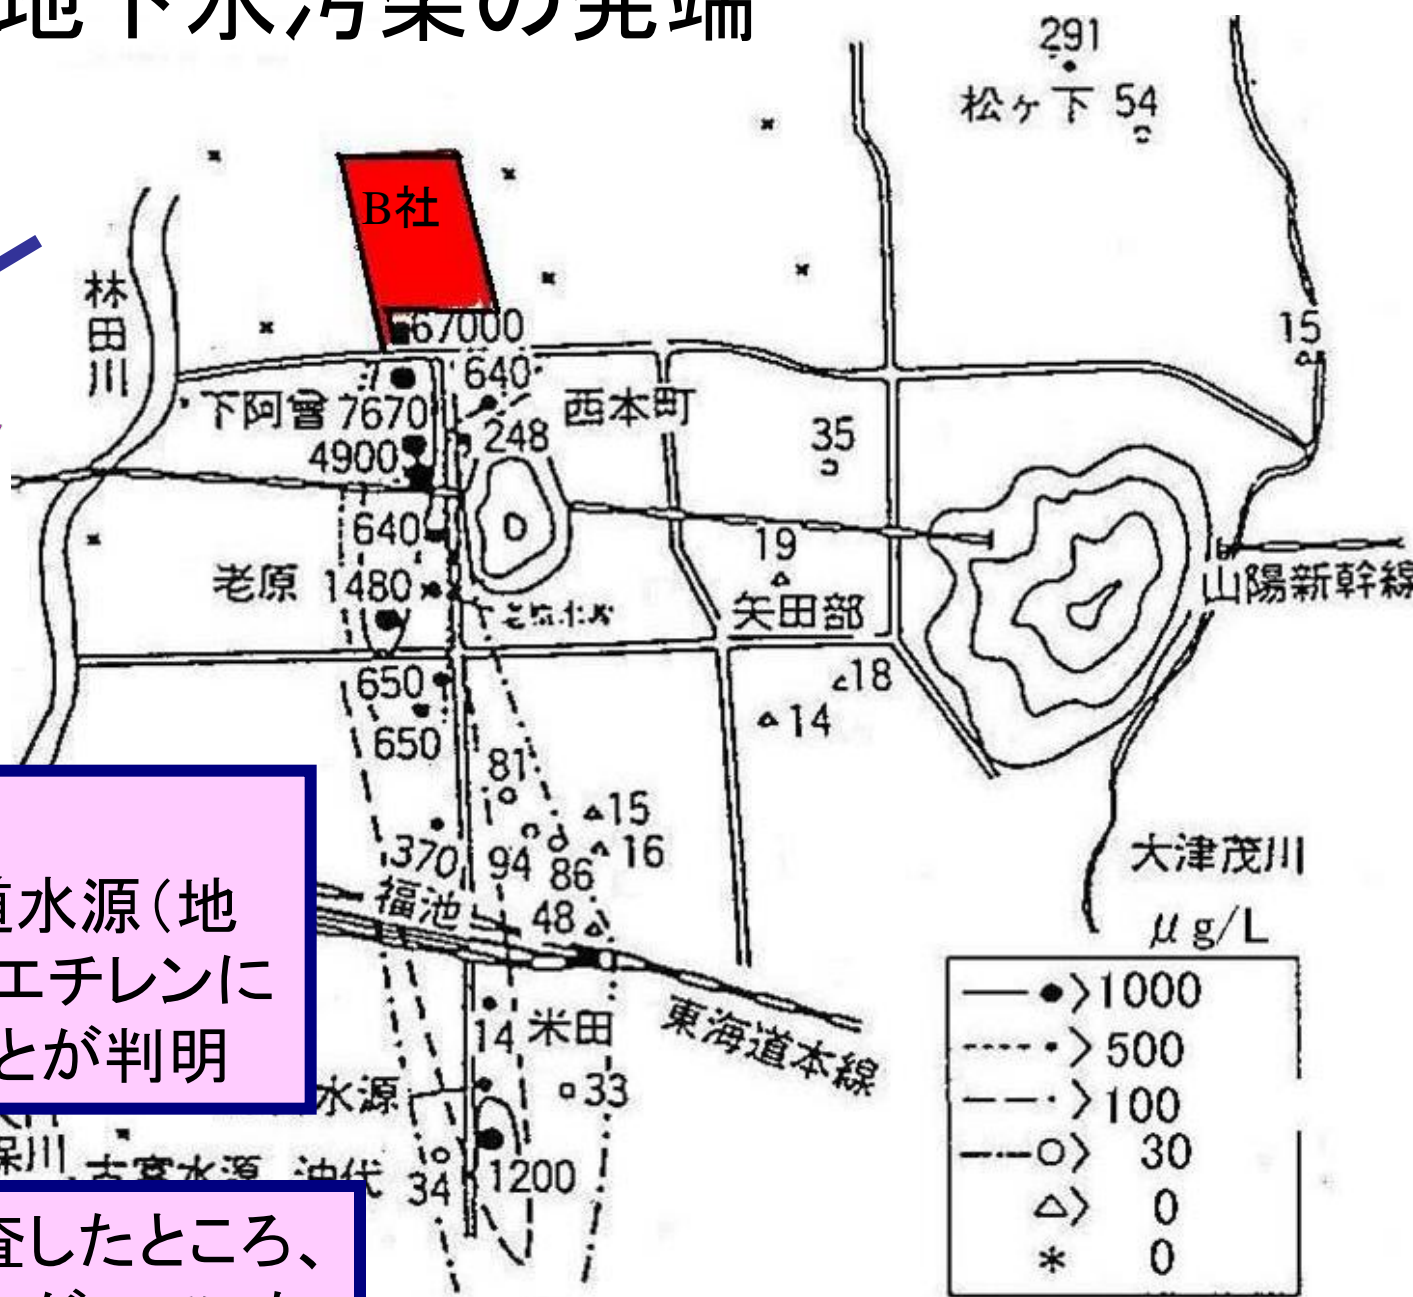 地下水汚染の発端
291
松ヶ下 54
B社
林田川
67000
15
640
下阿曽 7670
西本町
4900
248
35
640
19
老原 1480
矢田部
山陽新幹線
650
18
650
14
81
15
370
94
86
16
大津茂川
福池
48
道水源(地
エチレンに
とが判明
μg/L
>1000
>500
>100
○> 30
△> 0
* 0
14
米田
東海道本線
水源
33
保川
34
1200
査したところ、